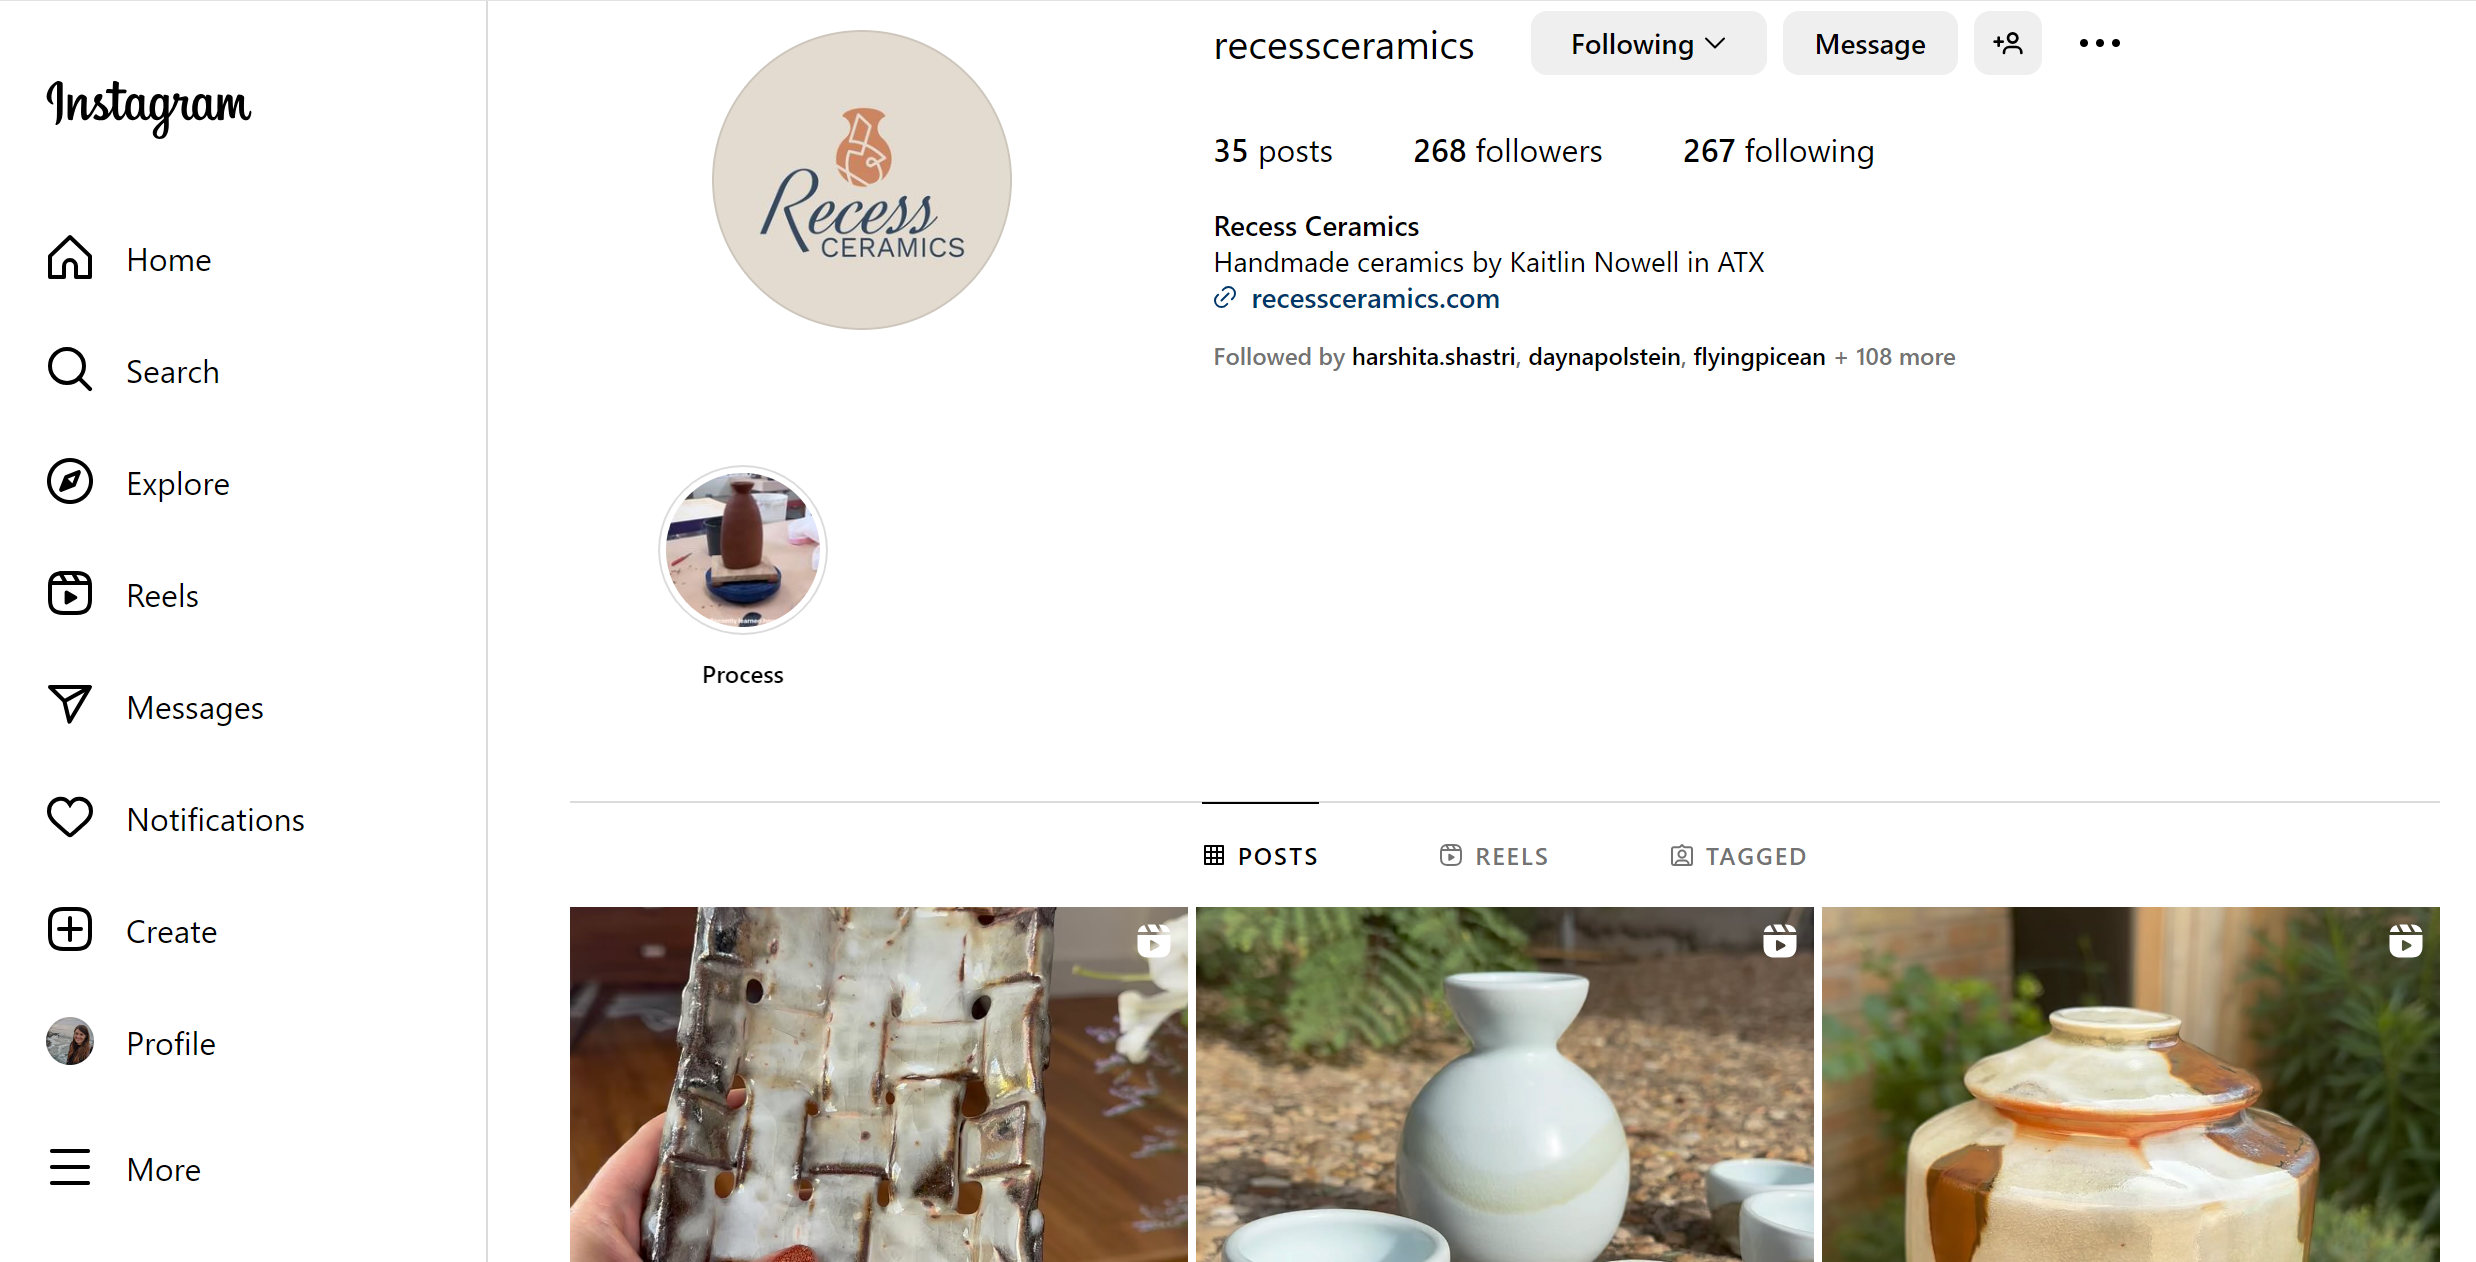 Instagram
Home
Search
Explore
Reels
Messages
Notifications
Create
Profile
More
Recess
CERAMICS
recessceramics
Following
Message
35 posts
268 followers
267 following
Recess Ceramics
Handmade ceramics by Kaitlin Nowell in ATX
recessceramics.com
Followed by harshita.shastri, daynapolstein, flyingpicean + 108 more
Process
POSTS
REELS
TAGGED